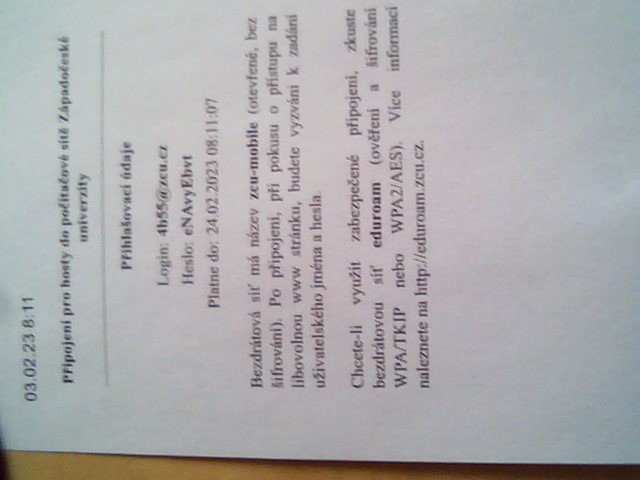 03.02.23 8:11
Připojení pro hosty do počítačové sítě Západočeské
univerzity
Přihlašovací údaje
Login: 4b55@zcu.cz
Heslo: eNAvyEbvt
Platne do: 24.02.2023 08:11:07
Bezdrátová síť má název zcu-mobile (otevřené, bez
šifrování). Po připojení, při pokusu o přístupu na
libovolnou www stránku, budete vyzváni k zadání
uživatelského jména a hesla.
Chcete-li využít zabezpečené připojení, zkuste
bezdrátovou síť eduroam (ověření a šifrování
WPA/TKIP nebo WPA2/AES). Více informací
naleznete na http://eduroam.zcu.cz.